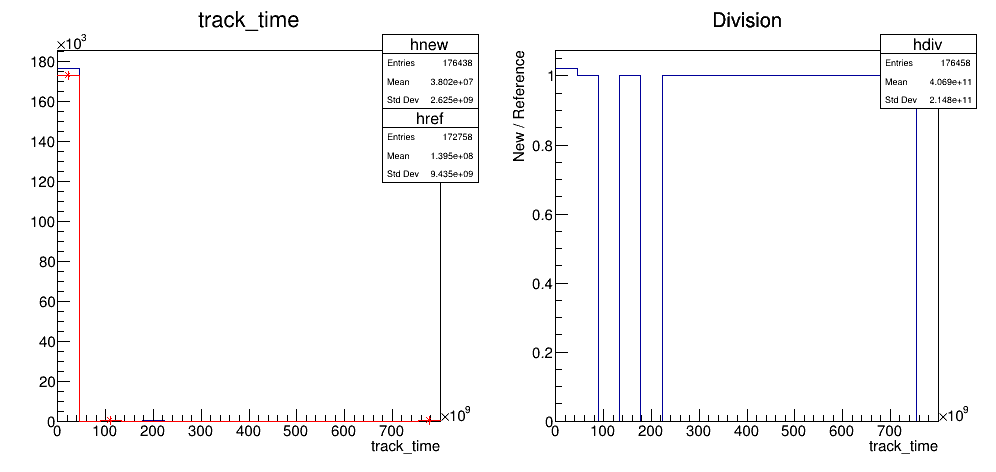 track_time
×10³
hnew
Entries 176438
Mean 3.802e+07
Std Dev 2.625e+09
href
Entries 172758
Mean 1.395e+08
Std Dev 9.435e+09
180
160
140
120
100
80
60
40
20
0
0 100 200 300 400 500 600 700
×10⁹
track_time
Division
hdiv
Entries 176458
Mean 4.069e+11
Std Dev 2.148e+11
New / Reference
1
0.8
0.6
0.4
0.2
0
0 100 200 300 400 500 600 700
×10⁹
track_time